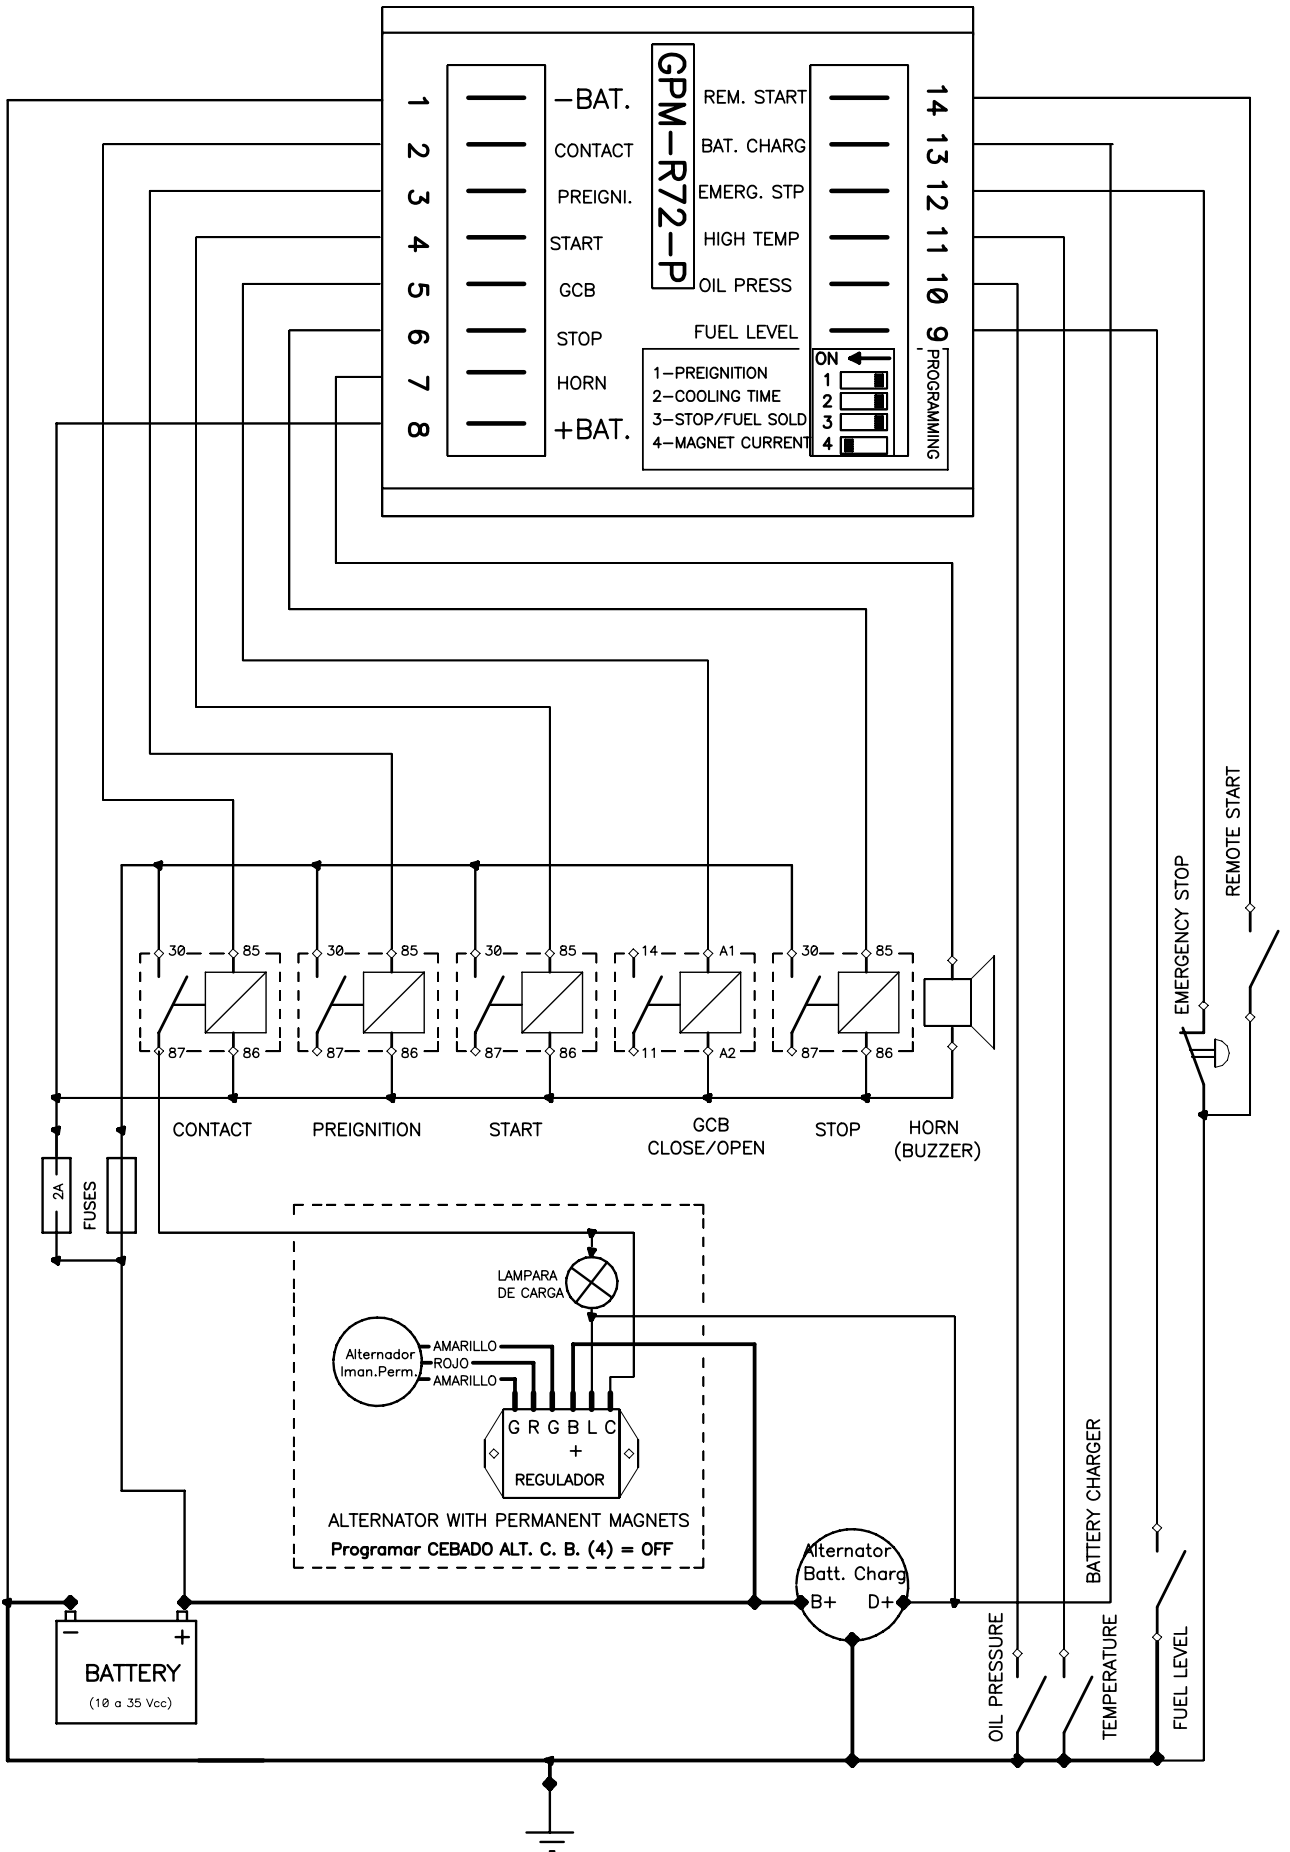 GPM-R72-P
1 -BAT.
2 CONTACT
3 PREIGNI.
4 START
5 GCB
6 STOP
7 HORN
8 +BAT.
REM. START 14
BAT. CHARG 13
EMERG. STP 12
HIGH TEMP 11
OIL PRESS 10
FUEL LEVEL 9
1-PREIGNITION
2-COOLING TIME
3-STOP/FUEL SOLD
4-MAGNET CURRENT
ON
1
2
3
4
PROGRAMMING
REMOTE START
EMERGENCY STOP
30 85 30 85 30 85 14 A1 30 85
87 86 87 86 87 86 11 A2 87 86
CONTACT
PREIGNITION
START
GCB
CLOSE/OPEN
STOP
HORN
(BUZZER)
2A
FUSES
LAMPARA
DE CARGA
Alternador
Iman.Perm.
AMARILLO
ROJO
AMARILLO
G R G B L C
+
REGULADOR
ALTERNATOR WITH PERMANENT MAGNETS
Programar CEBADO ALT. C. B. (4) = OFF
Alternator
Batt. Charg
B+ D+
BATTERY CHARGER
OIL PRESSURE
TEMPERATURE
FUEL LEVEL
- +
BATTERY
(10 a 35 Vcc)